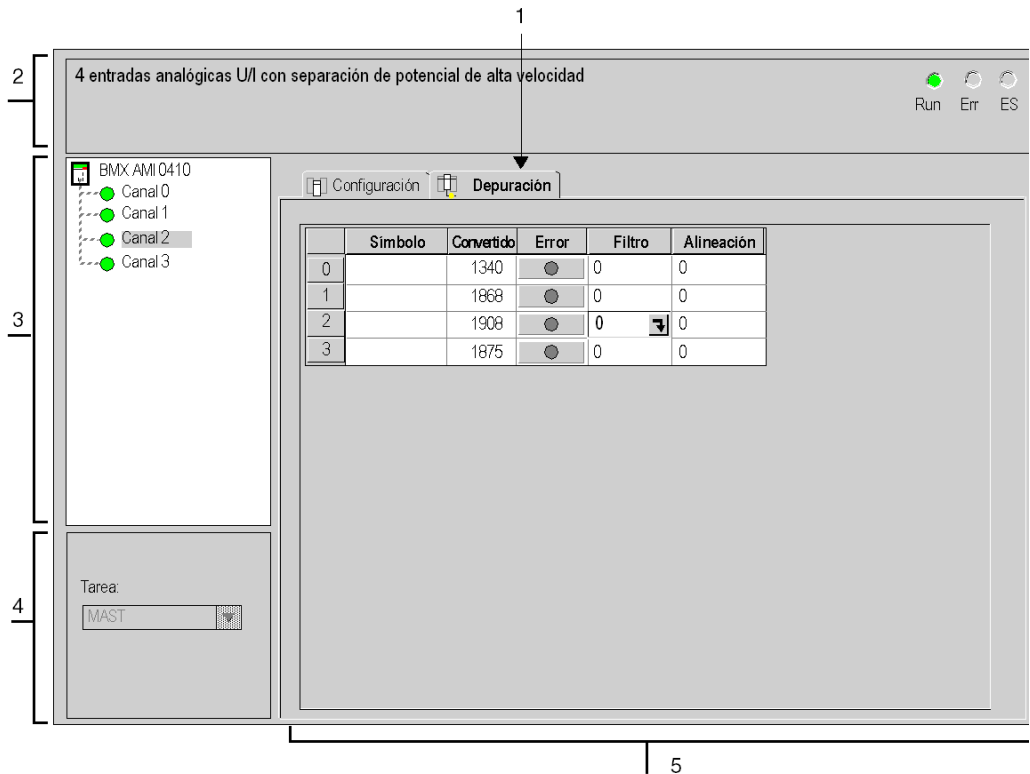 1
2
4 entradas analógicas U/I con separación de potencial de alta velocidad
Run Err ES
3
BMX AMI 0410
Canal 0
Canal 1
Canal 2
Canal 3
Configuración Depuración
Símbolo Convertido Error Filtro Alineación
0 1340 0 0
1 1868 0 0
2 1908 0 0
3 1875 0 0
4
Tarea:
MAST
5